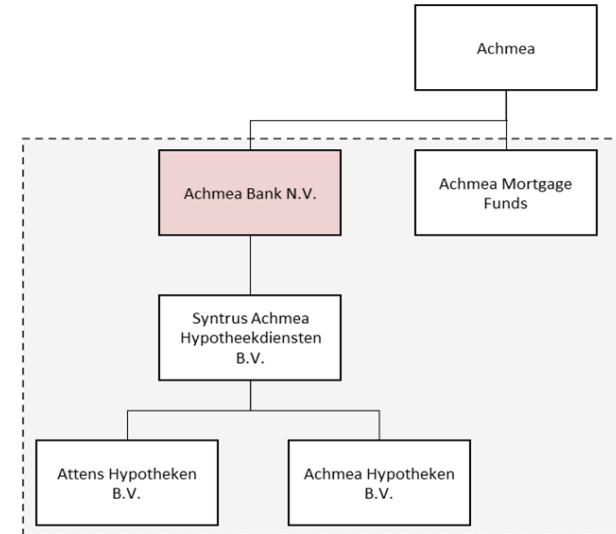 Achmea
Achmea Bank N.V.
Achmea Mortgage
Funds
Syntrus Achmea
Hypotheekdiensten
B.V.
Attens Hypotheken
B.V.
Achmea Hypotheken
B.V.